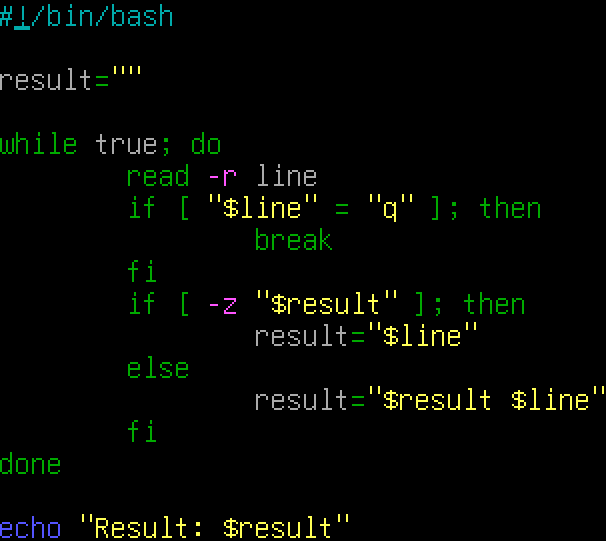 #!/bin/bash

result=""

while true; do
        read -r line
        if [ "$line" = "q" ]; then
                break
        fi
        if [ -z "$result" ]; then
                result="$line"
        else
                result="$result $line"
        fi
done

echo "Result: $result"